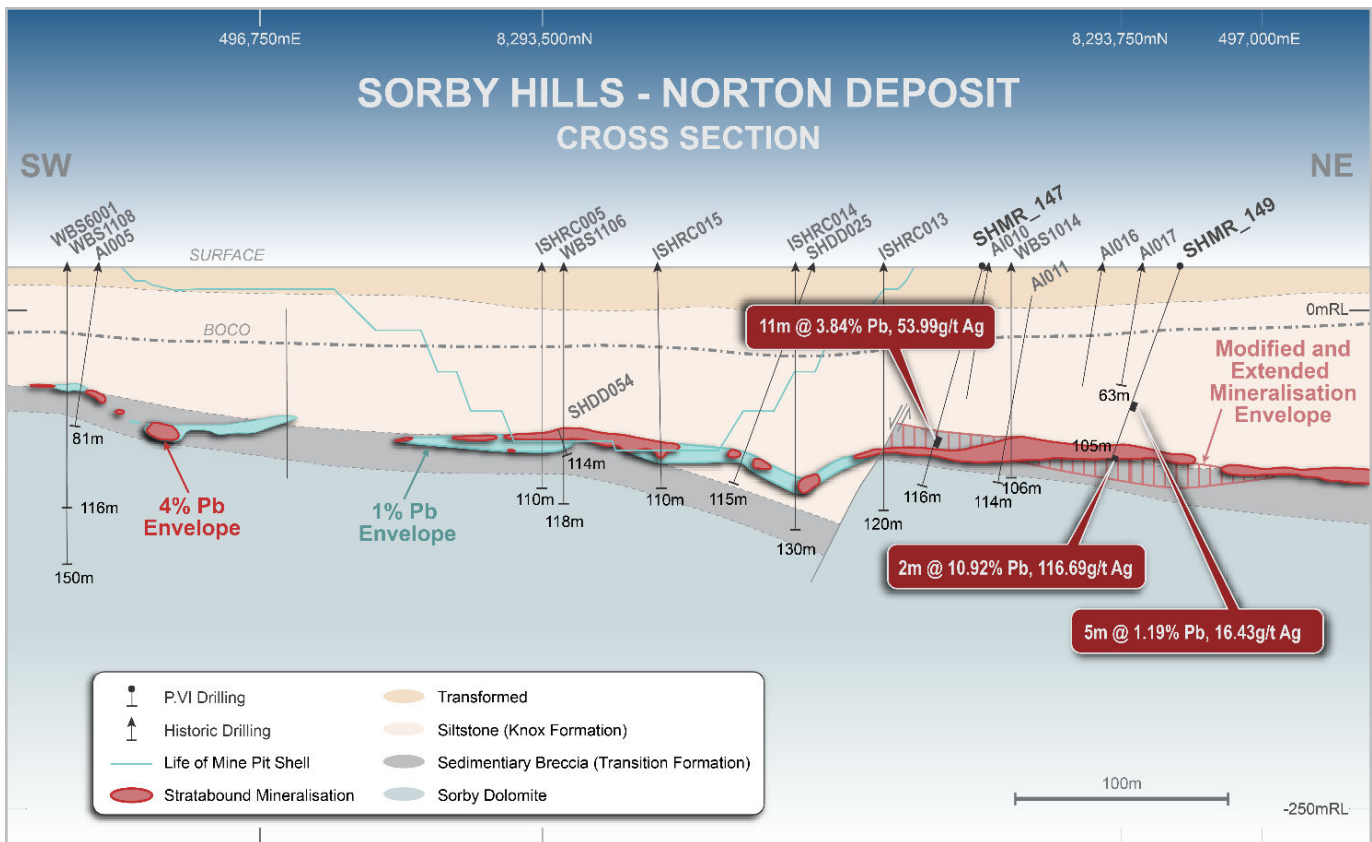 496,750mE
8,293,500mN
8,293,750mN
497,000mE
SORBY HILLS - NORTON DEPOSIT
CROSS SECTION
SW
NE
WBS6001
WBS1108
AI005
ISHRC005
WBS1106
ISHRC015
ISHRC014
SHDD025
ISHRC013
SHMR_147
AI010
WBS1014
AI011
AI016
AI017
SHMR_149
SURFACE
0mRL
BOCO
11m @ 3.84% Pb, 53.99g/t Ag
Modified and
Extended
Mineralisation
Envelope
SHDD054
63m
81m
105m
114m
116m
4% Pb
Envelope
1% Pb
Envelope
110m
118m
110m
115m
130m
120m
116m
114m
106m
150m
2m @ 10.92% Pb, 116.69g/t Ag
5m @ 1.19% Pb, 16.43g/t Ag
P.VI Drilling
Historic Drilling
Life of Mine Pit Shell
Stratabound Mineralisation
Transformed
Siltstone (Knox Formation)
Sedimentiary Breccia (Transition Formation)
Sorby Dolomite
100m
-250mRL